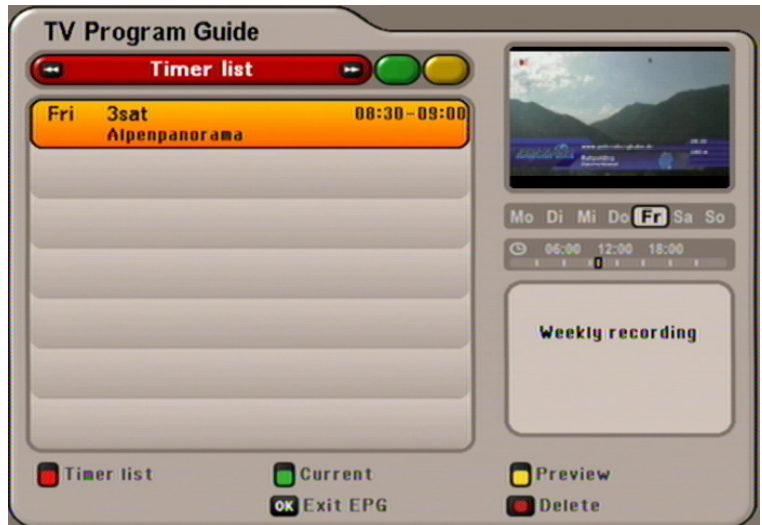 TV Program Guide
Timer list
Fri 3sat 08:30-09:00
Alpenpanorama
Mo Di Mi Do Fr Sa So
06:00 12:00 18:00
Weekly recording
Timer list Current Preview
OK Exit EPG Delete